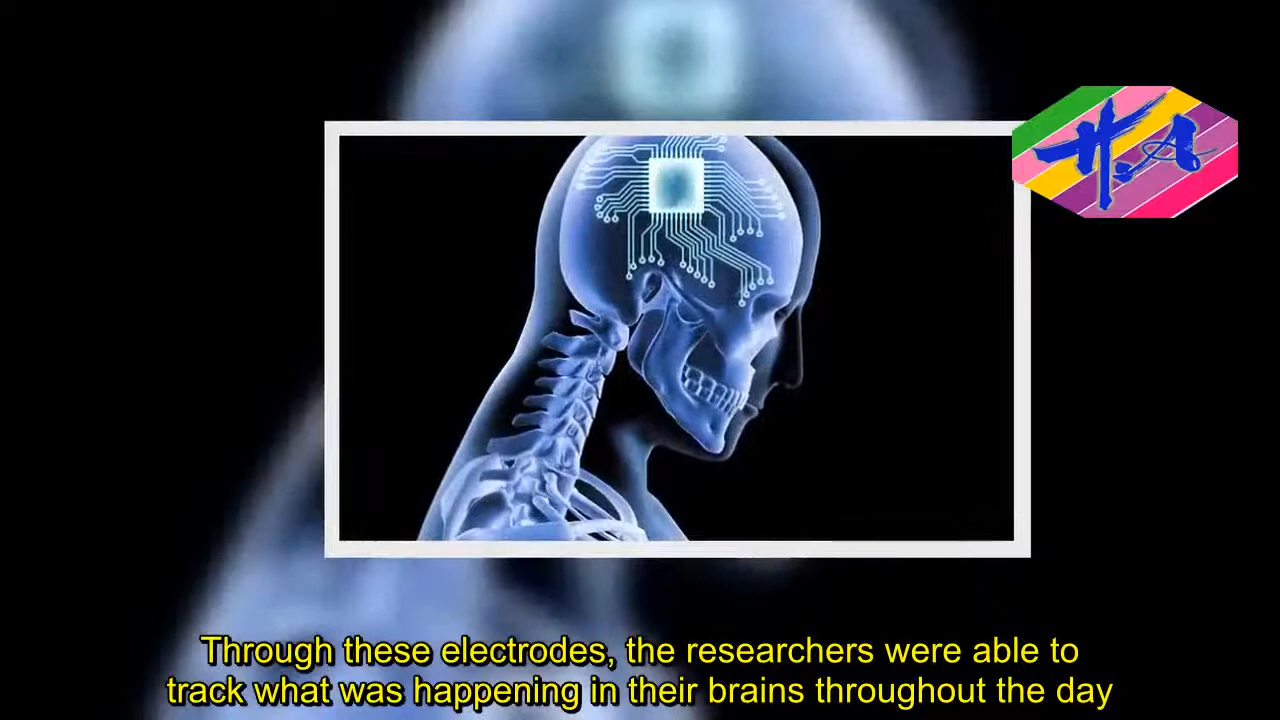 H.A
Through these electrodes, the researchers were able to
track what was happening in their brains throughout the day